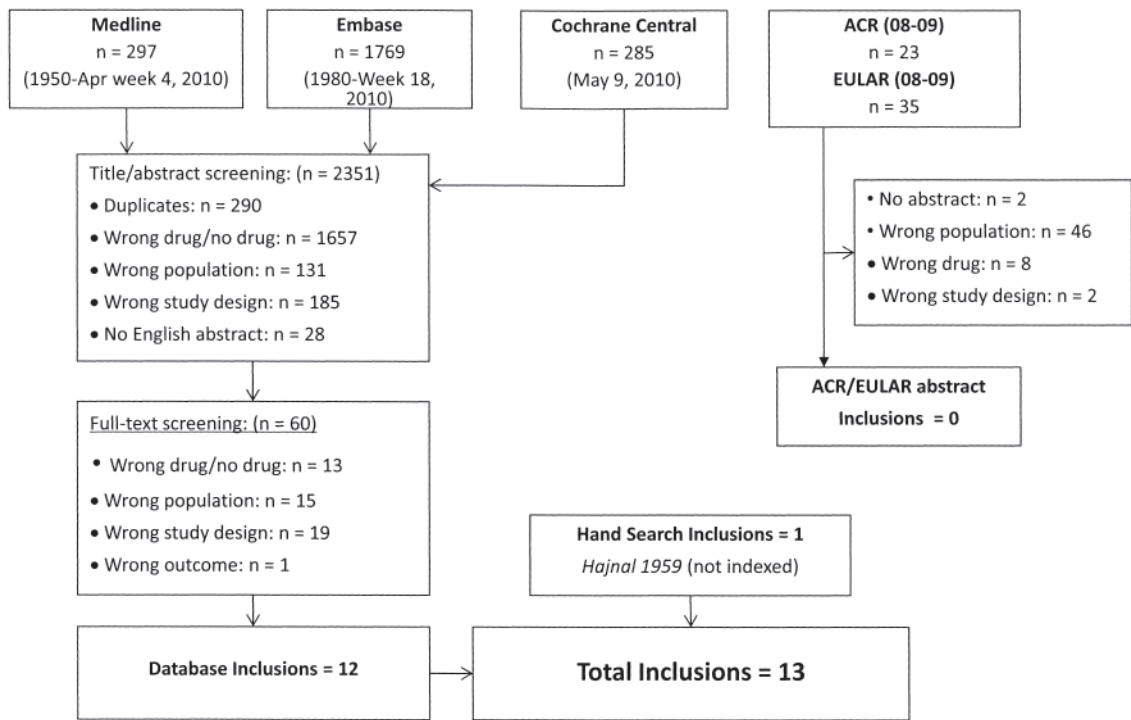 Medline
n = 297
(1950-Apr week 4, 2010)
Embase
n = 1769
(1980-Week 18,
2010)
Cochrane Central
n = 285
(May 9, 2010)
ACR (08-09)
n = 23
EULAR (08-09)
n = 35
Title/abstract screening: (n = 2351)
• Duplicates: n = 290
• Wrong drug/no drug: n = 1657
• Wrong population: n = 131
• Wrong study design: n = 185
• No English abstract: n = 28
• No abstract: n = 2
• Wrong population: n = 46
• Wrong drug: n = 8
• Wrong study design: n = 2
ACR/EULAR abstract
Inclusions = 0
Full-text screening: (n = 60)
• Wrong drug/no drug: n = 13
• Wrong population: n = 15
• Wrong study design: n = 19
• Wrong outcome: n = 1
Hand Search Inclusions = 1
Hajnal 1959 (not indexed)
Database Inclusions = 12
Total Inclusions = 13